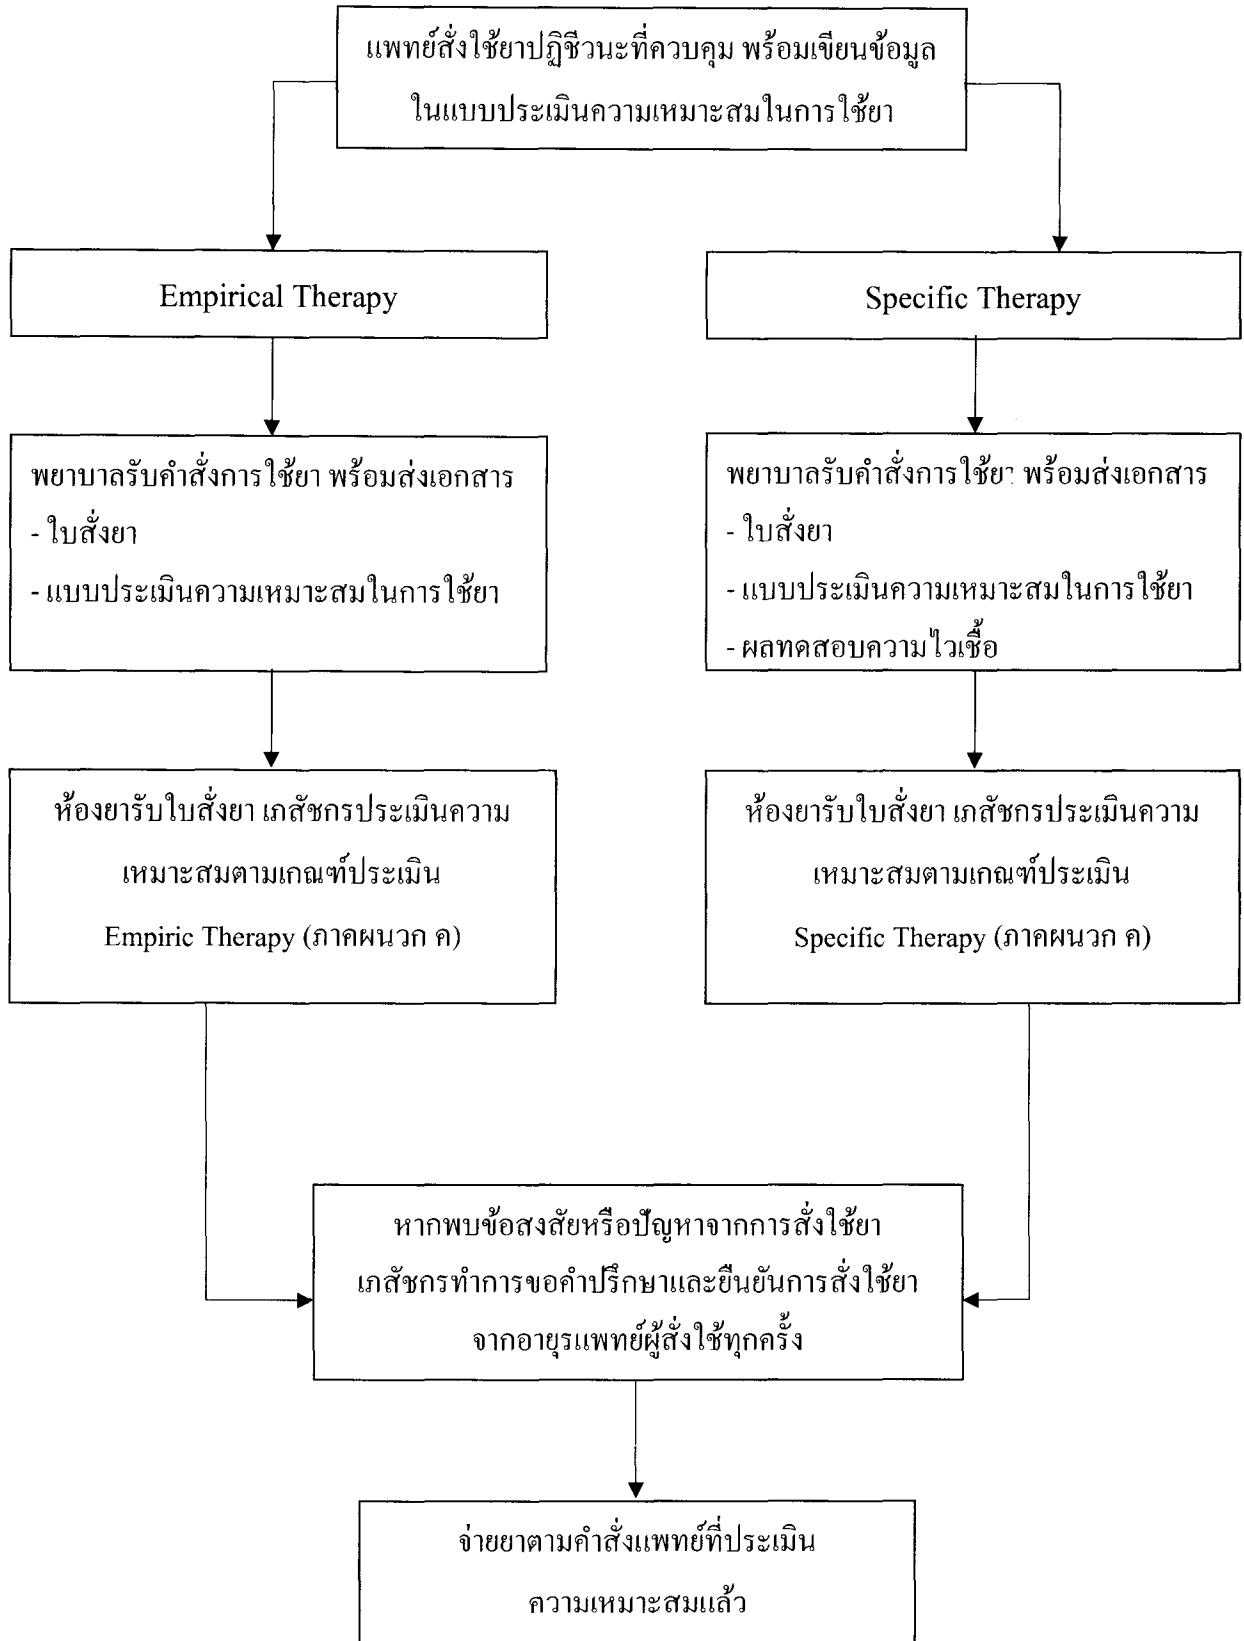 แพทย์สั่งใช้ยาปฏิชีวนะที่ควบคุม พร้อมเขียนข้อมูล
ในแบบประเมินความเหมาะสมในการใช้ยา
Empirical Therapy
Specific Therapy
พยาบาลรับคำสั่งการใช้ยา พร้อมส่งเอกสาร
- ใบสั่งยา
- แบบประเมินความเหมาะสมในการใช้ยา
พยาบาลรับคำสั่งการใช้ยา พร้อมส่งเอกสาร
- ใบสั่งยา
- แบบประเมินความเหมาะสมในการใช้ยา
- ผลทดสอบความไวเชื้อ
ห้องยารับใบสั่งยา เภสัชกรประเมินความ
เหมาะสมตามเกณฑ์ประเมิน
Empiric Therapy (ภาคผนวก ค)
ห้องยารับใบสั่งยา เภสัชกรประเมินความ
เหมาะสมตามเกณฑ์ประเมิน
Specific Therapy (ภาคผนวก ค)
หากพบข้อสงสัยหรือปัญหาจากการสั่งใช้ยา
เภสัชกรทำการขอคำปรึกษาและยืนยันการสั่งใช้ยา
จากอายุรแพทย์ผู้สั่งใช้ทุกครั้ง
จ่ายยาตามคำสั่งแพทย์ที่ประเมิน
ความเหมาะสมแล้ว